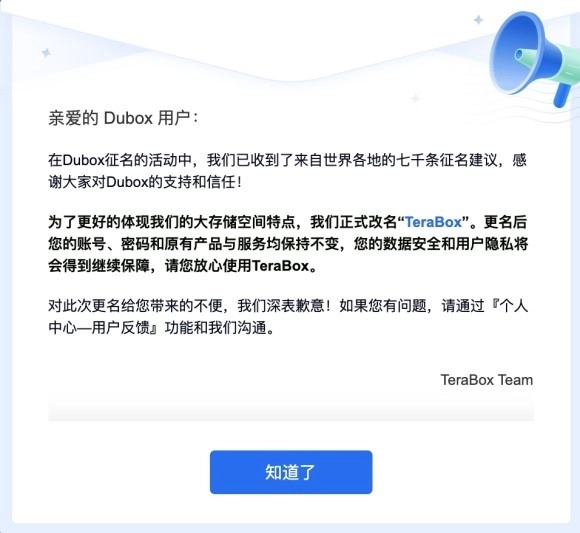 亲爱的 Dubox 用户：
在Dubox征名的活动中，我们已收到了来自世界各地的七千条征名建议，感
谢大家对Dubox的支持和信任！
为了更好的体现我们的大存储空间特点，我们正式改名“TeraBox”。更名后
您的账号、密码和原有产品与服务均保持不变，您的数据安全和用户隐私将
会得到继续保障，请您放心使用TeraBox。
对此次更名给您带来的不便，我们深表歉意！如果您有问题，请通过『个人
中心—用户反馈』功能和我们沟通。
TeraBox Team
知道了